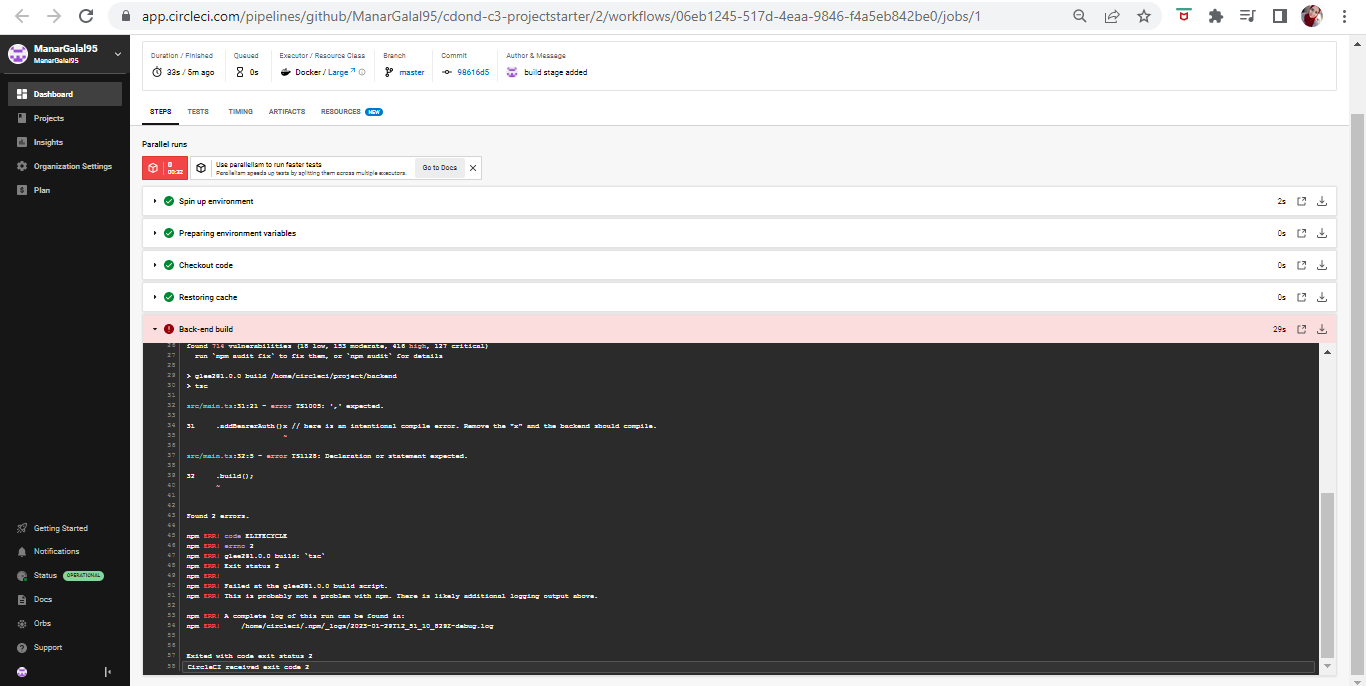 app.circleci.com/pipelines/github/ManarGalal95/cdond-c3-projectstarter/2/workflows/06eb1245-517d-4eaa-9846-f4a5eb842be0/jobs/1
ManarGalal95
ManarGalal95
Dashboard
Projects
Insights
Organization Settings
Plan
Getting Started
Notifications
Status OPERATIONAL
Docs
Orbs
Support
Duration / Finished
33s / 5m ago
Queued
0s
Executor / Resource Class
Docker / Large
Branch
master
Commit
98616d5
Author & Message
build stage added
STEPS TESTS TIMING ARTIFACTS RESOURCES NEW
Parallel runs
0
00:32
Use parallelism to run faster tests
Parallelism speeds up tests by splitting them across multiple executors.
Go to Docs
Spin up environment 2s
Preparing environment variables 0s
Checkout code 0s
Restoring cache 0s
Back-end build 29s
26 found 714 vulnerabilities (18 low, 153 moderate, 416 high, 127 critical)
27 run `npm audit fix` to fix them, or `npm audit` for details
28
29 > glee2@1.0.0 build /home/circleci/project/backend
30 > tsc
31
32 src/main.ts:31:21 - error TS1005: ',' expected.
33
34 31 .addBearerAuth()x // here is an intentional compile error. Remove the "x" and the backend should compile.
35 ~
36
37 src/main.ts:32:5 - error TS1128: Declaration or statement expected.
38
39 32 .build();
40 ~
41
42
43 Found 2 errors.
44
45 npm ERR! code ELIFECYCLE
46 npm ERR! errno 2
47 npm ERR! glee2@1.0.0 build: `tsc`
48 npm ERR! Exit status 2
49 npm ERR!
50 npm ERR! Failed at the glee2@1.0.0 build script.
51 npm ERR! This is probably not a problem with npm. There is likely additional logging output above.
52
53 npm ERR! A complete log of this run can be found in:
54 npm ERR! /home/circleci/.npm/_logs/2023-01-28T12_51_10_829Z-debug.log
55
56
57 Exited with code exit status 2
58 CircleCI received exit code 2